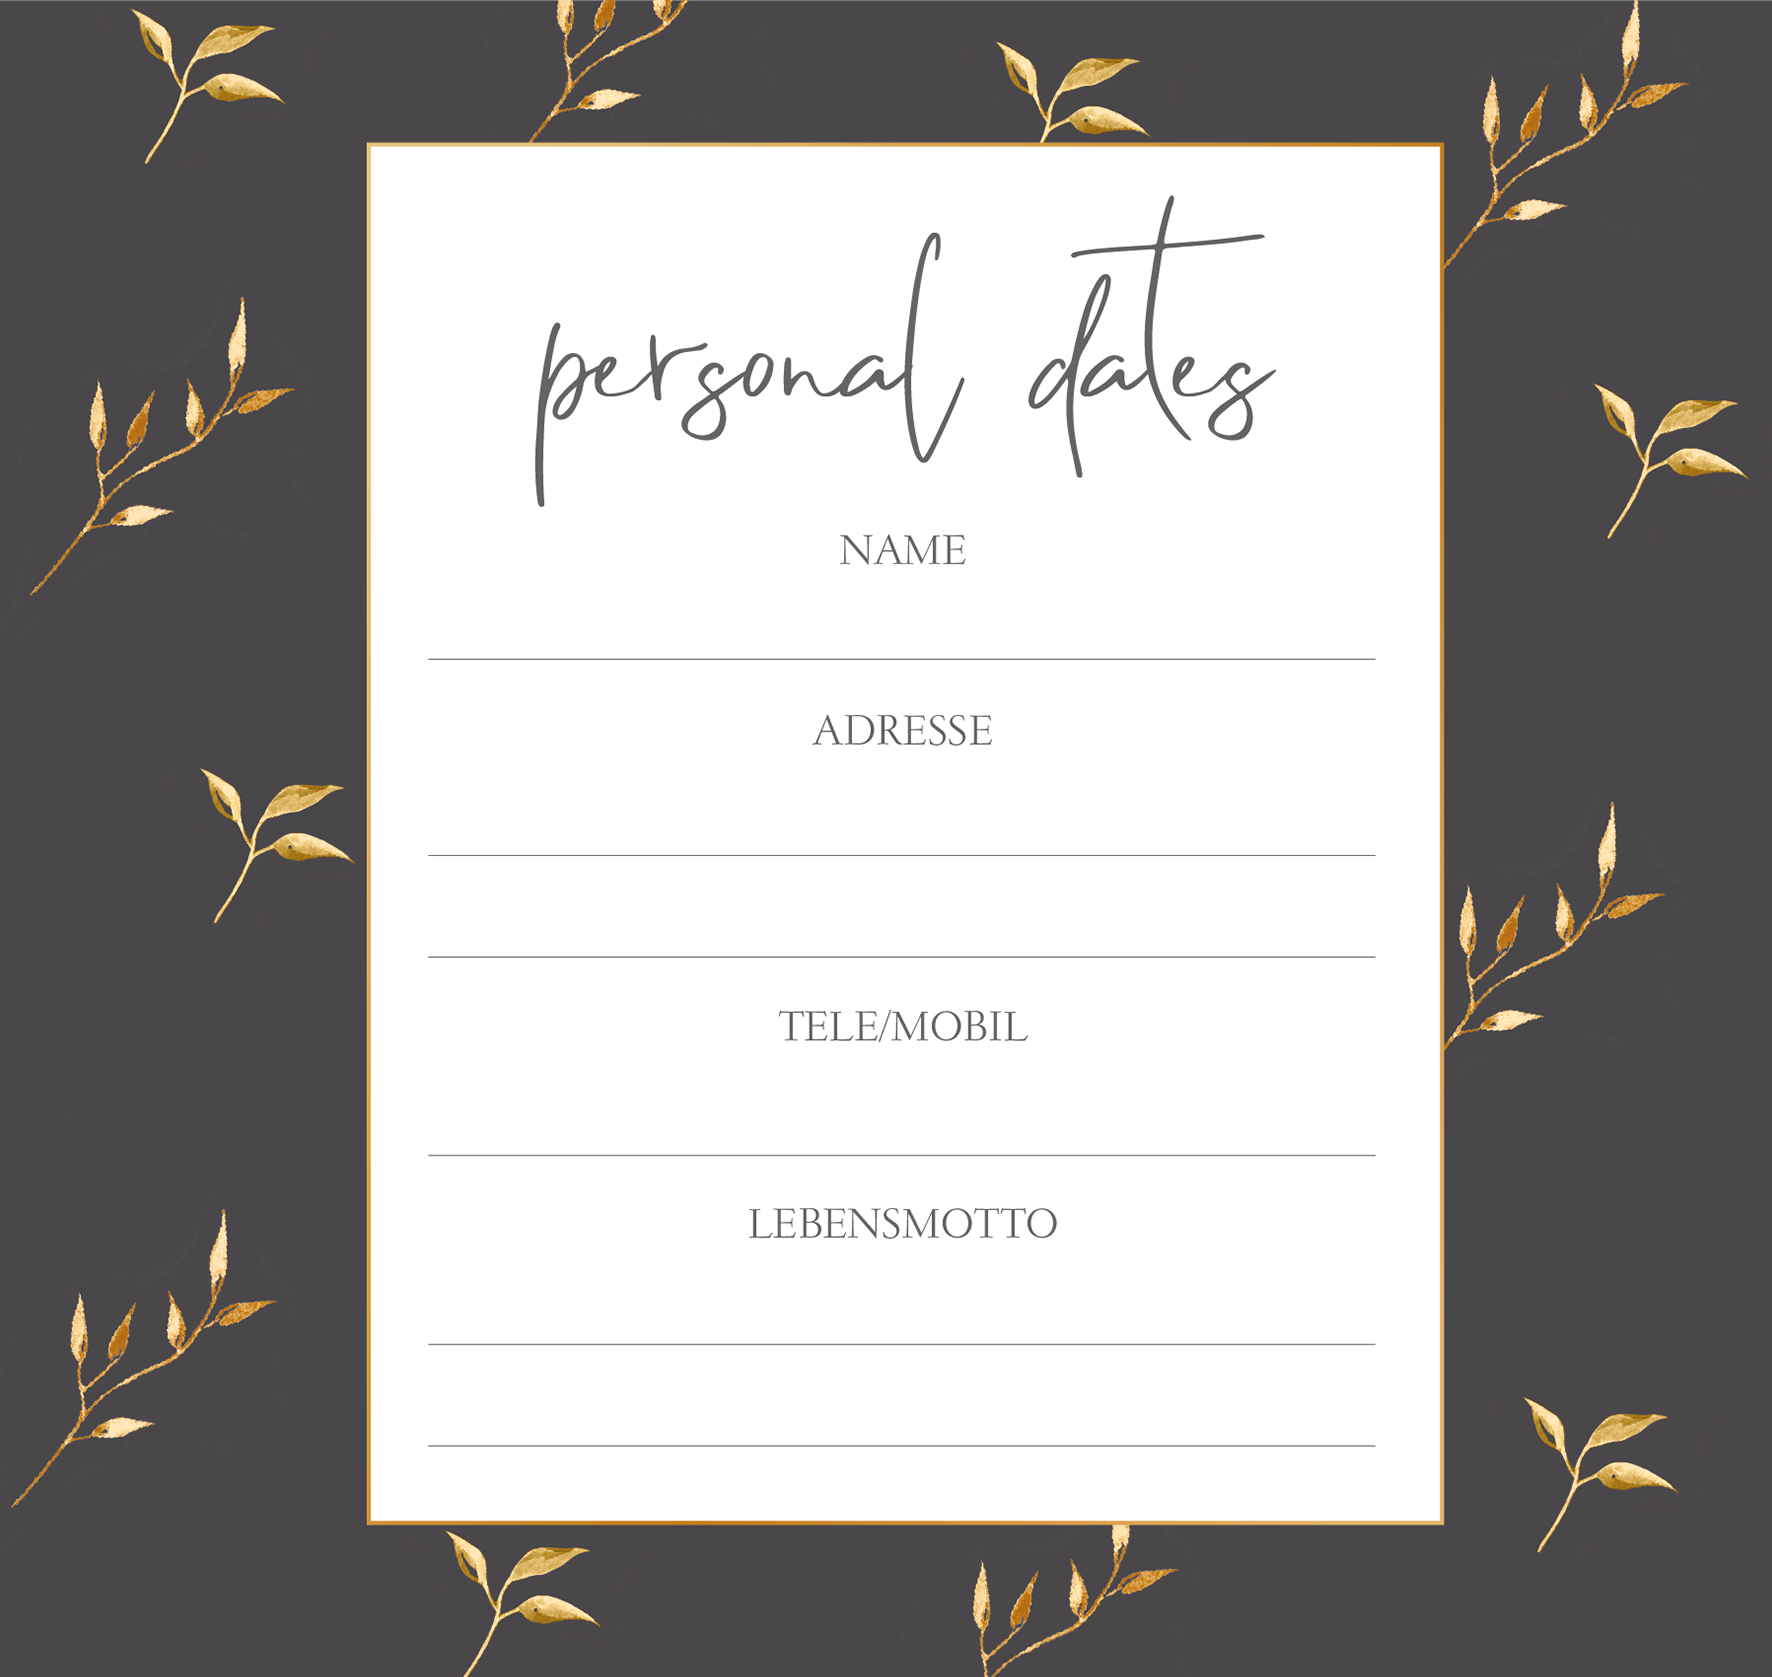 personal dates
NAME
ADRESSE
TELE/MOBIL
LEBENSMOTTO